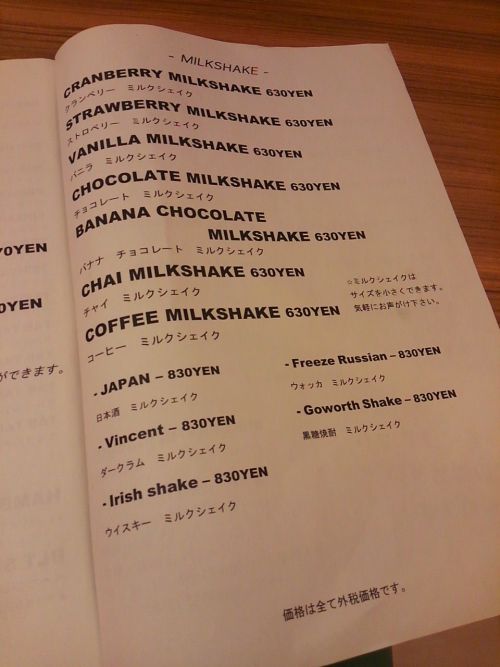 - MILKSHAKE -
CRANBERRY MILKSHAKE 630YEN
クランベリー ミルクシェイク
STRAWBERRY MILKSHAKE 630YEN
ストロベリー ミルクシェイク
VANILLA MILKSHAKE 630YEN
バニラ ミルクシェイク
CHOCOLATE MILKSHAKE 630YEN
チョコレート ミルクシェイク
BANANA CHOCOLATE
MILKSHAKE 630YEN
バナナ チョコレート ミルクシェイク
CHAI MILKSHAKE 630YEN
チャイ ミルクシェイク
COFFEE MILKSHAKE 630YEN
コーヒー ミルクシェイク
☆ミルクシェイクは
サイズを小さくできます。
気軽にお声がけ下さい。
- JAPAN – 830YEN
日本酒 ミルクシェイク
- Vincent – 830YEN
ダークラム ミルクシェイク
- Irish shake – 830YEN
ウイスキー ミルクシェイク
- Freeze Russian – 830YEN
ウォッカ ミルクシェイク
- Goworth Shake – 830YEN
黒糖焼酎 ミルクシェイク
価格は全て外税価格です。
70YEN
0YEN
ができます。